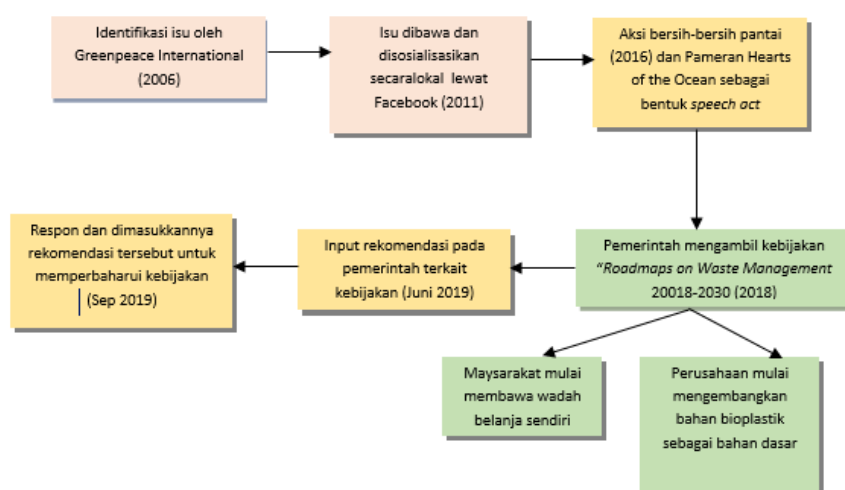 Identifikasi isu oleh
Greenpeace International
(2006)
Isu dibawa dan
disosialisasikan
secaralokal lewat
Facebook (2011)
Aksi bersih-bersih pantai
(2016) dan Pameran Hearts
of the Ocean sebagai
bentuk speech act
Pemerintah mengambil kebijakan
“Roadmaps on Waste Management
20018-2030 (2018)
Input rekomendasi pada
pemerintah terkait
kebijakan (Juni 2019)
Respon dan dimasukkannya
rekomendasi tersebut untuk
memperbaharui kebijakan
(Sep 2019)
Maysarakat mulai
membawa wadah
belanja sendiri
Perusahaan mulai
mengembangkan
bahan bioplastik
sebagai bahan dasar